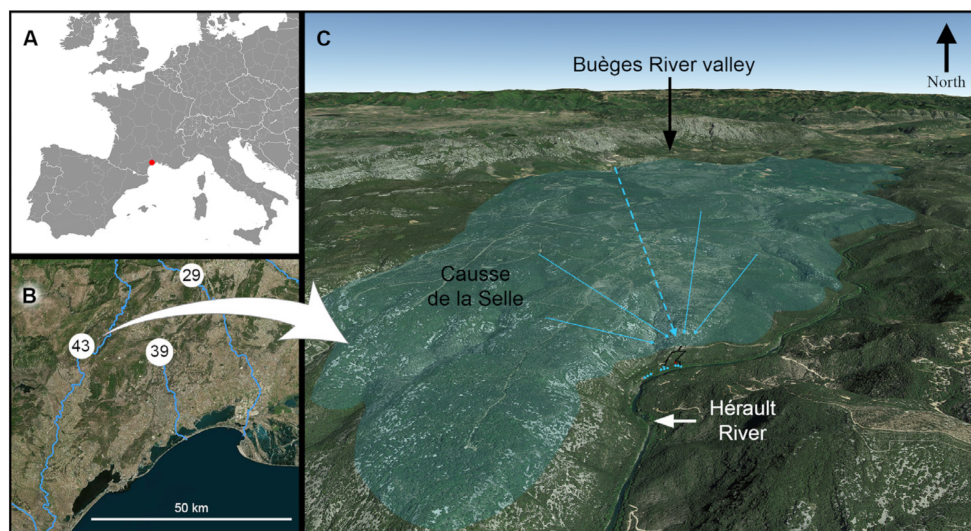 A
B
29
43
39
50 km
C
Buèges River valley
North
Causse
de la Selle
Hérault
River